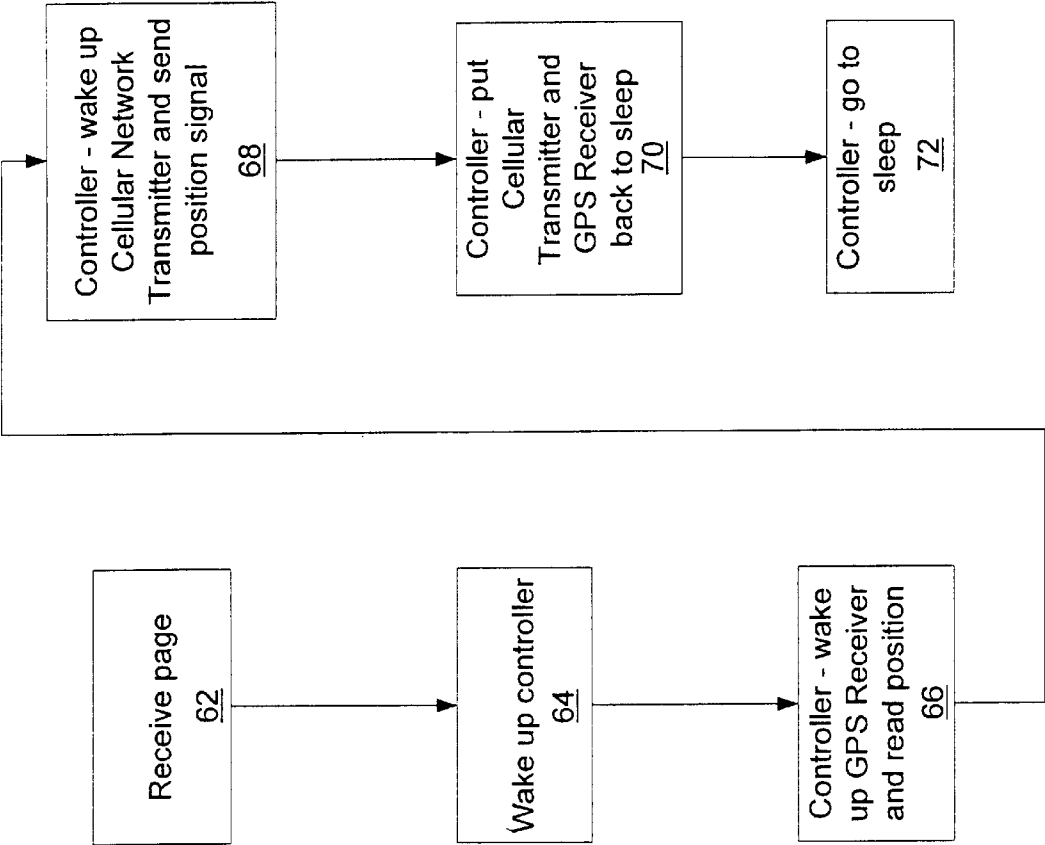 Receive page
62
Wake up controller
64
Controller - wake
up GPS Receiver
and read position
66
Controller - wake up
Cellular Network
Transmitter and send
position signal
68
Controller - put
Cellular
Transmitter and
GPS Receiver
back to sleep
70
Controller - go to
sleep
72